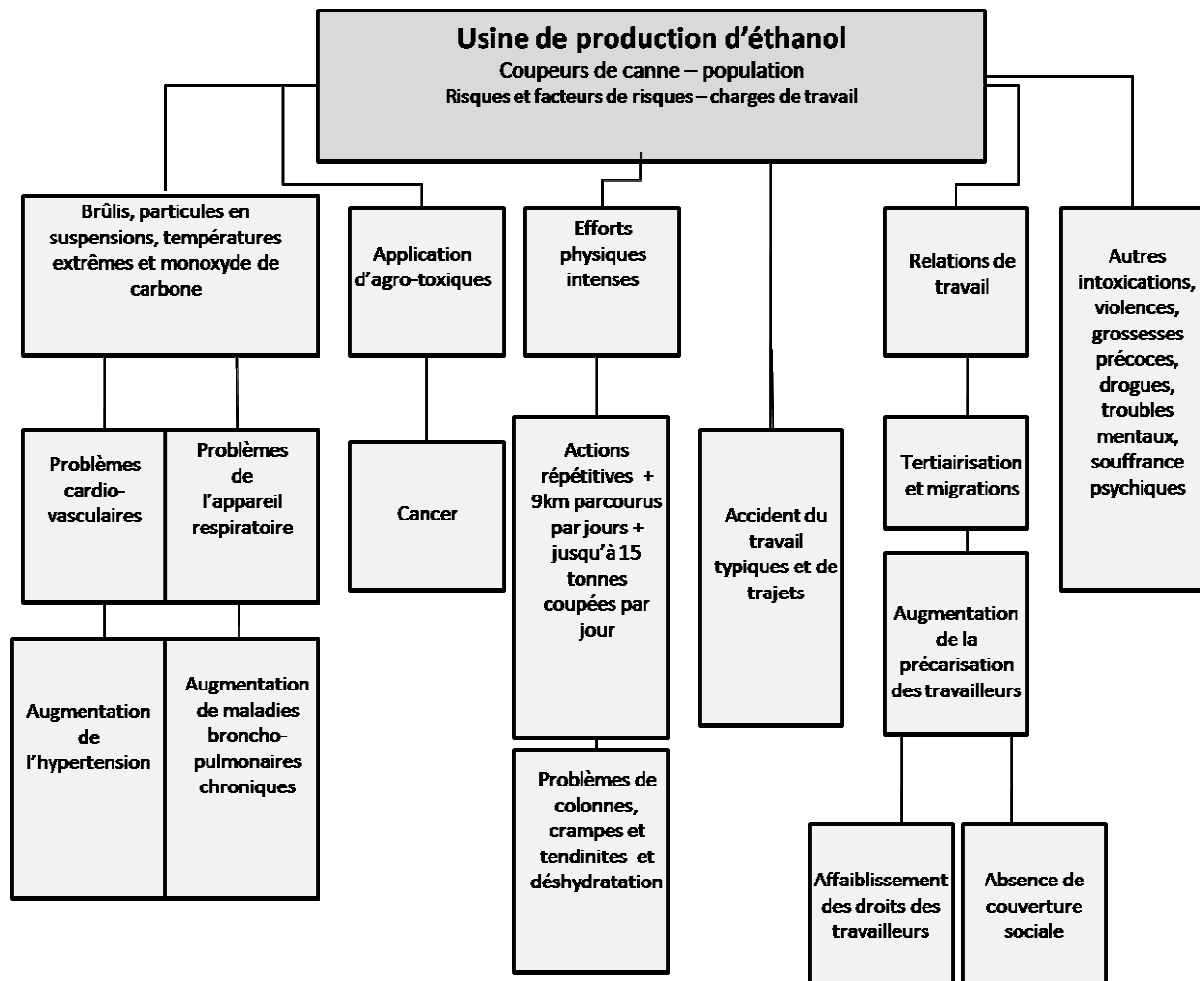 Usine de production d'éthanol
Coupeurs de canne – population
Risques et facteurs de risques – charges de travail
Brûlis, particules en
suspensions, températures
extrêmes et monoxyde de
carbone
Application
d'agro-toxiques
Efforts
physiques
intenses
Relations de
travail
Autres
intoxications,
violences,
grossesses
précoces,
drogues,
troubles
mentaux,
souffrance
psychiques
Problèmes
cardio-
vasculaires
Problèmes
de
l'appareil
respiratoire
Cancer
Actions
répétitives +
9km parcourus
par jours +
jusqu'à 15
tonnes
coupées par
jour
Accident du
travail
typiques et de
trajets
Tertiairisation
et migrations
Augmentation
de la
précarisation
des travailleurs
Augmentation
de
l'hypertension
Augmentation
de maladies
broncho-
pulmonaires
chroniques
Problèmes de
colonnes,
crampes et
tendinites et
déshydratation
Affaiblissement
des droits des
travailleurs
Absence de
couverture
sociale